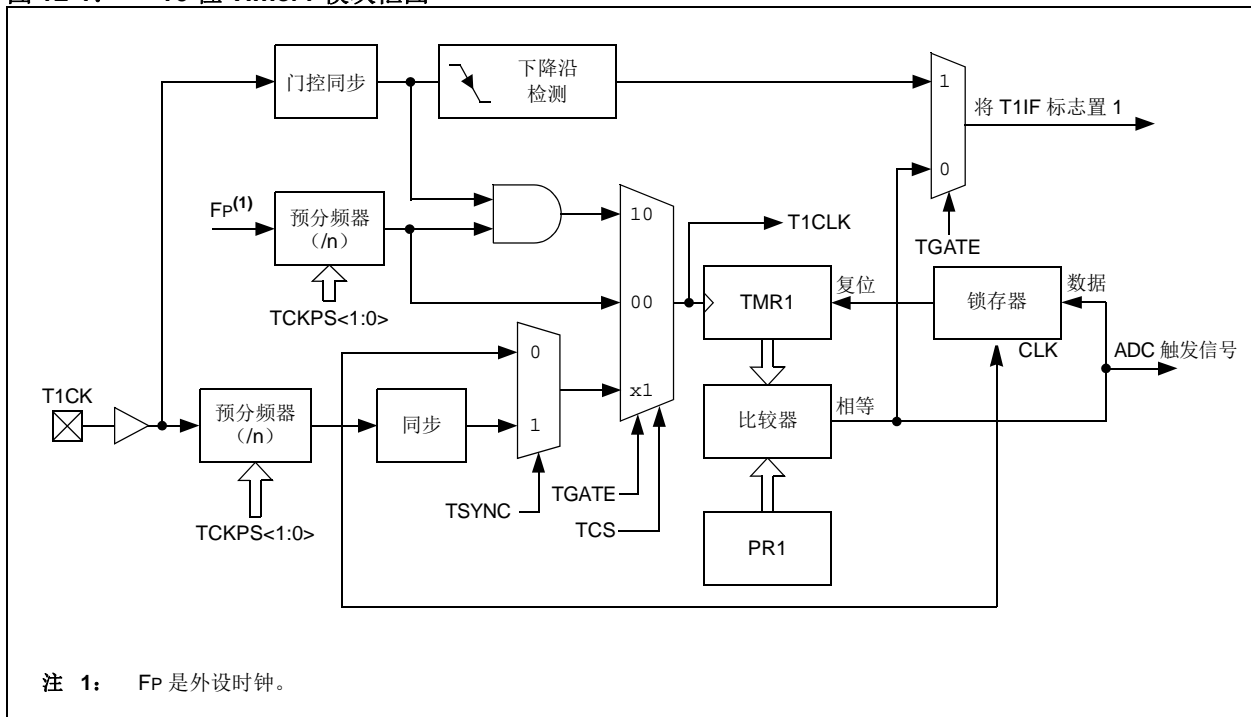 门控同步
下降沿
检测
1
将 T1IF 标志置 1
0
TGATE
FP(1)
预分频器
（/n）
TCKPS<1:0>
10
00
x1
T1CLK
TMR1
复位
锁存器
数据
CLK
ADC 触发信号
T1CK
预分频器
（/n）
TCKPS<1:0>
同步
0
1
TSYNC
TGATE
TCS
比较器
相等
PR1
注 1： FP 是外设时钟。